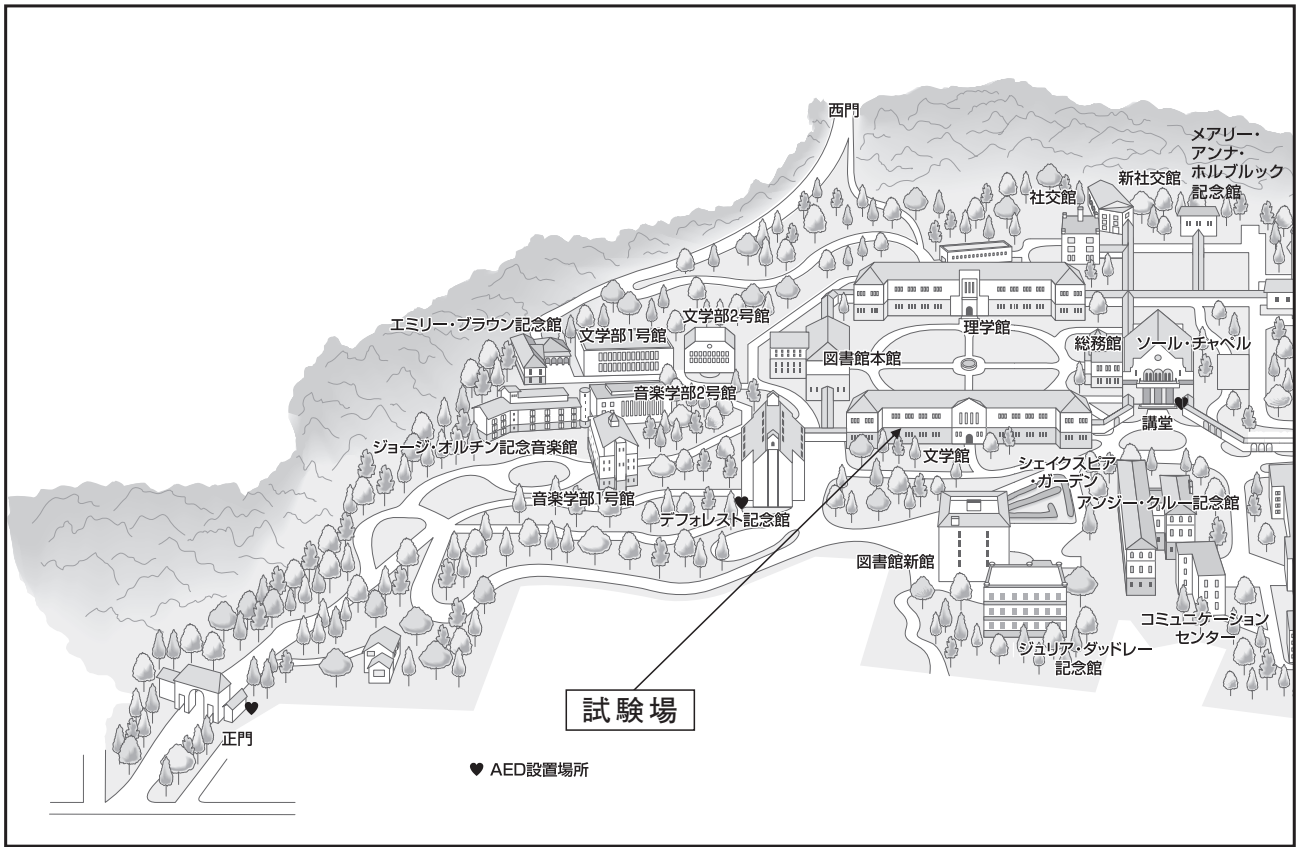 西門
メアリー・
アンナ・
ホルブルック
記念館
新社交館
社交館
エミリー・ブラウン記念館
文学部1号館
文学部2号館
理学館
総務館
ソール・チャペル
図書館本館
音楽学部2号館
講堂
ジョージ・オルチン記念音楽館
文学館
シェイクスピア
・ガーデン
音楽学部1号館
アンジー・クルー記念館
デフォレスト記念館
図書館新館
コミュニケーション
センター
ジュリア・ダッドレー
記念館
試験場
正門
♥ AED設置場所